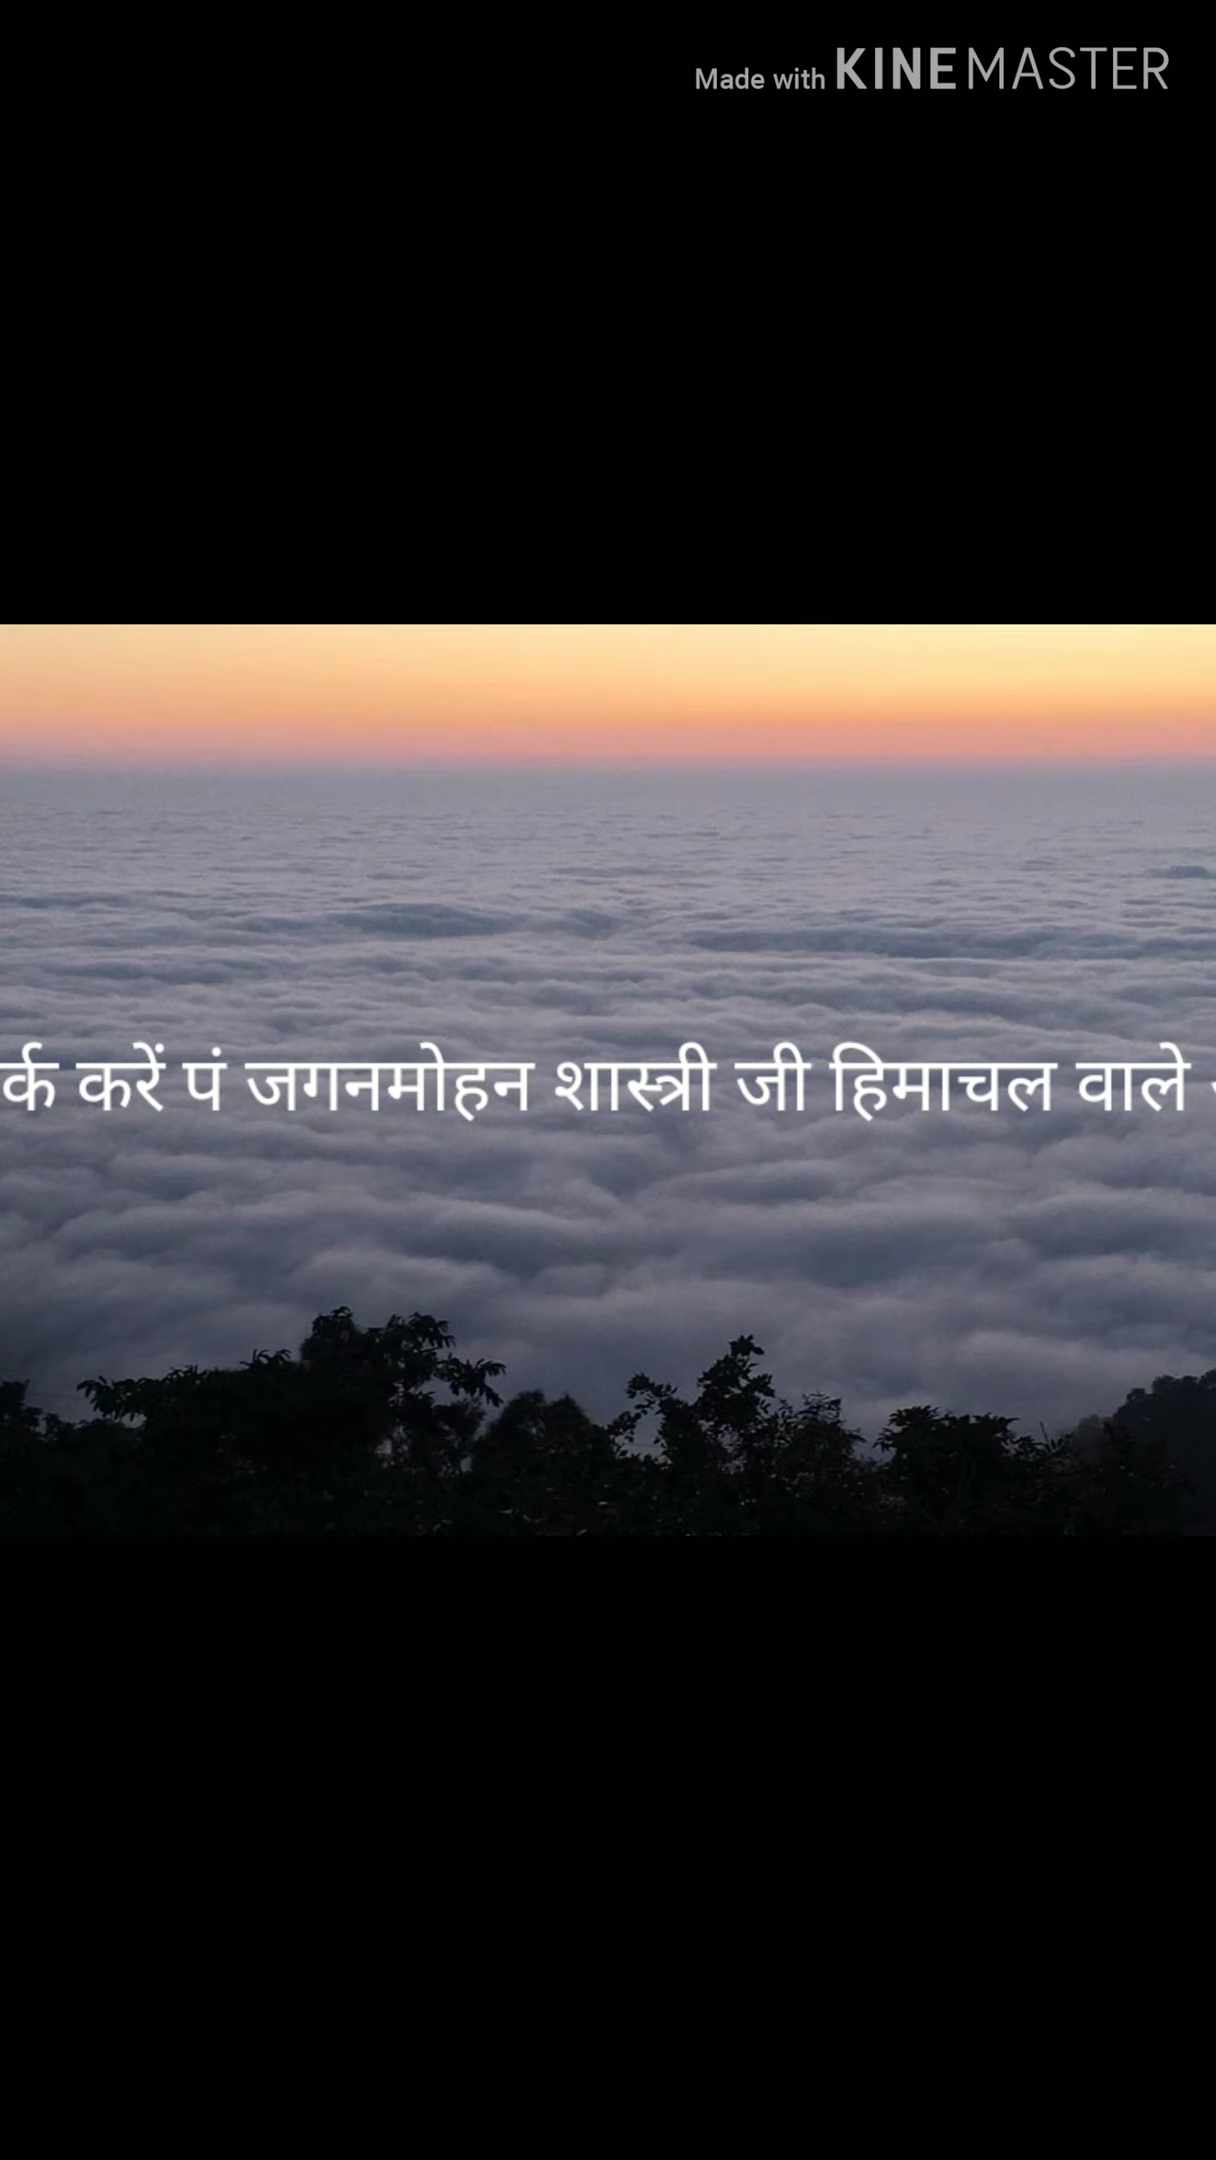 Made with KINEMASTER
र्क करें पं जगनमोहन शास्त्री जी हिमाचल वाले